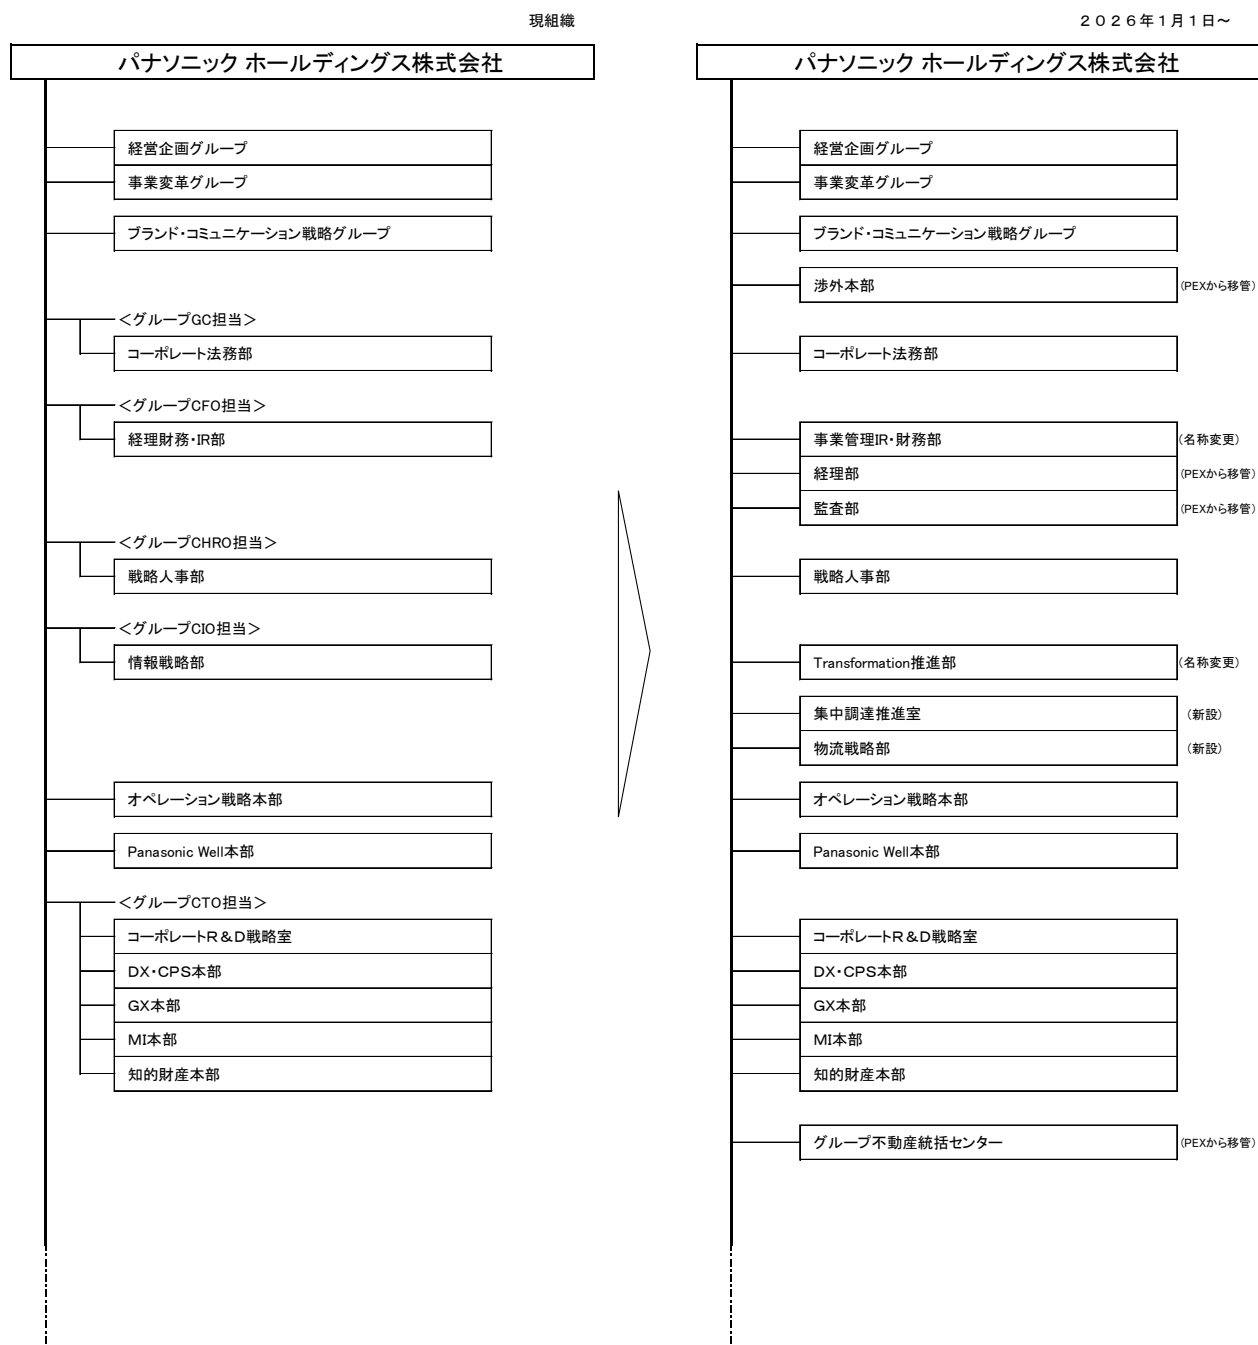 現組織
パナソニック ホールディングス株式会社
経営企画グループ
事業変革グループ
ブランド・コミュニケーション戦略グループ
＜グループGC担当＞
コーポレート法務部
＜グループCFO担当＞
経理財務・IR部
＜グループCHRO担当＞
戦略人事部
＜グループCIO担当＞
情報戦略部
オペレーション戦略本部
Panasonic Well本部
＜グループCTO担当＞
コーポレートR＆D戦略室
DX・CPS本部
GX本部
MI本部
知的財産本部
２０２６年１月１日～
パナソニック ホールディングス株式会社
経営企画グループ
事業変革グループ
ブランド・コミュニケーション戦略グループ
渉外本部 (PEXから移管)
コーポレート法務部
事業管理IR・財務部 (名称変更)
経理部 (PEXから移管)
監査部 (PEXから移管)
戦略人事部
Transformation推進部 (名称変更)
集中調達推進室 (新設)
物流戦略部 (新設)
オペレーション戦略本部
Panasonic Well本部
コーポレートR＆D戦略室
DX・CPS本部
GX本部
MI本部
知的財産本部
グループ不動産統括センター (PEXから移管)